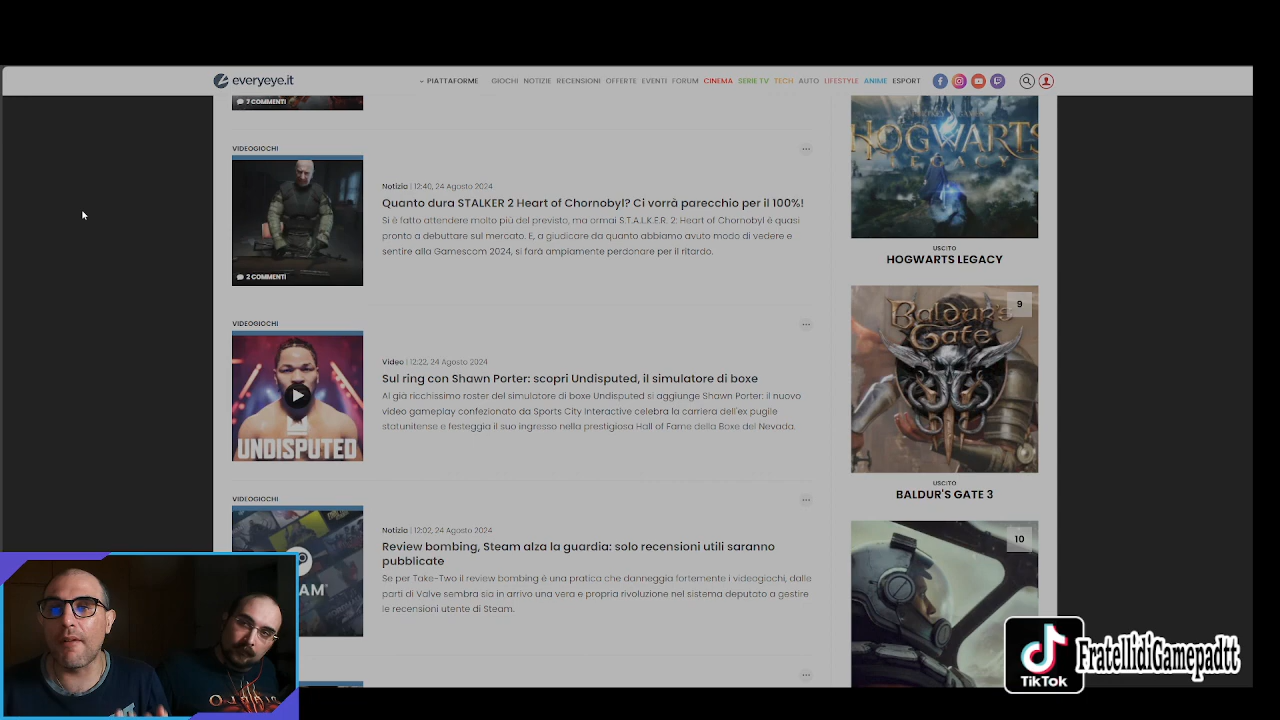 everyeye.it
PIATTAFORME GIOCHI NOTIZIE RECENSIONI OFFERTE EVENTI FORUM CINEMA SERIE TV TECH AUTO LIFESTYLE ANIME ESPORT
7 COMMENTI
VIDEOGIOCHI
Notizia | 12:40, 24 Agosto 2024
Quanto dura STALKER 2 Heart of Chornobyl? Ci vorrà parecchio per il 100%!
Si è fatto attendere molto più del previsto, ma ormai S.T.A.L.K.E.R. 2: Heart of Chornobyl è quasi
pronto a debuttare sul mercato. E, a giudicare da quanto abbiamo avuto modo di vedere e
sentire alla Gamescom 2024, si farà ampiamente perdonare per il ritardo.
2 COMMENTI
VIDEOGIOCHI
Video | 12:22, 24 Agosto 2024
Sul ring con Shawn Porter: scopri Undisputed, il simulatore di boxe
Al già ricchissimo roster del simulatore di boxe Undisputed si aggiunge Shawn Porter: il nuovo
video gameplay confezionato da Sports City Interactive celebra la carriera dell'ex pugile
statunitense e festeggia il suo ingresso nella prestigiosa Hall of Fame della Boxe del Nevada.
UNDISPUTED
VIDEOGIOCHI
Notizia | 12:02, 24 Agosto 2024
Review bombing, Steam alza la guardia: solo recensioni utili saranno
pubblicate
Se per Take-Two il review bombing è una pratica che danneggia fortemente i videogiochi, dalle
parti di Valve sembra sia in arrivo una vera e propria rivoluzione nel sistema deputato a gestire
le recensioni utente di Steam.
AM
HOGWARTS
LEGACY
USCITO
HOGWARTS LEGACY
9
Baldur's
Gate
USCITO
BALDUR'S GATE 3
10
TikTok
FratellidiGamepadtt